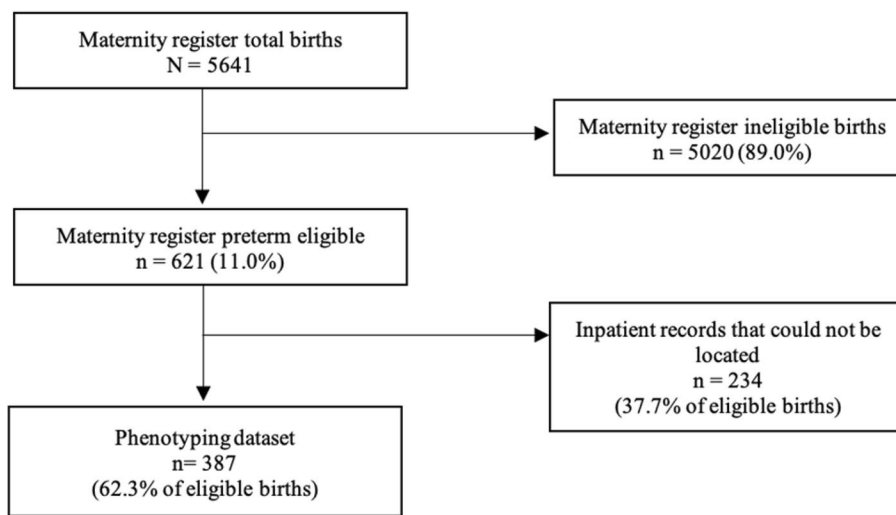 Maternity register total births
N = 5641
Maternity register ineligible births
n = 5020 (89.0%)
Maternity register preterm eligible
n = 621 (11.0%)
Inpatient records that could not be
located
n = 234
(37.7% of eligible births)
Phenotyping dataset
n= 387
(62.3% of eligible births)